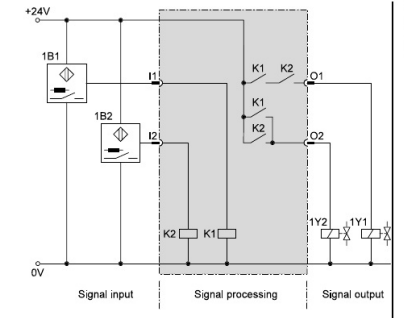 +24V
1B1
I1
K1 K2
O1
1B2
K1
I2
K2
O2
K2
K1
1Y2
1Y1
0V
Signal input
Signal processing
Signal output